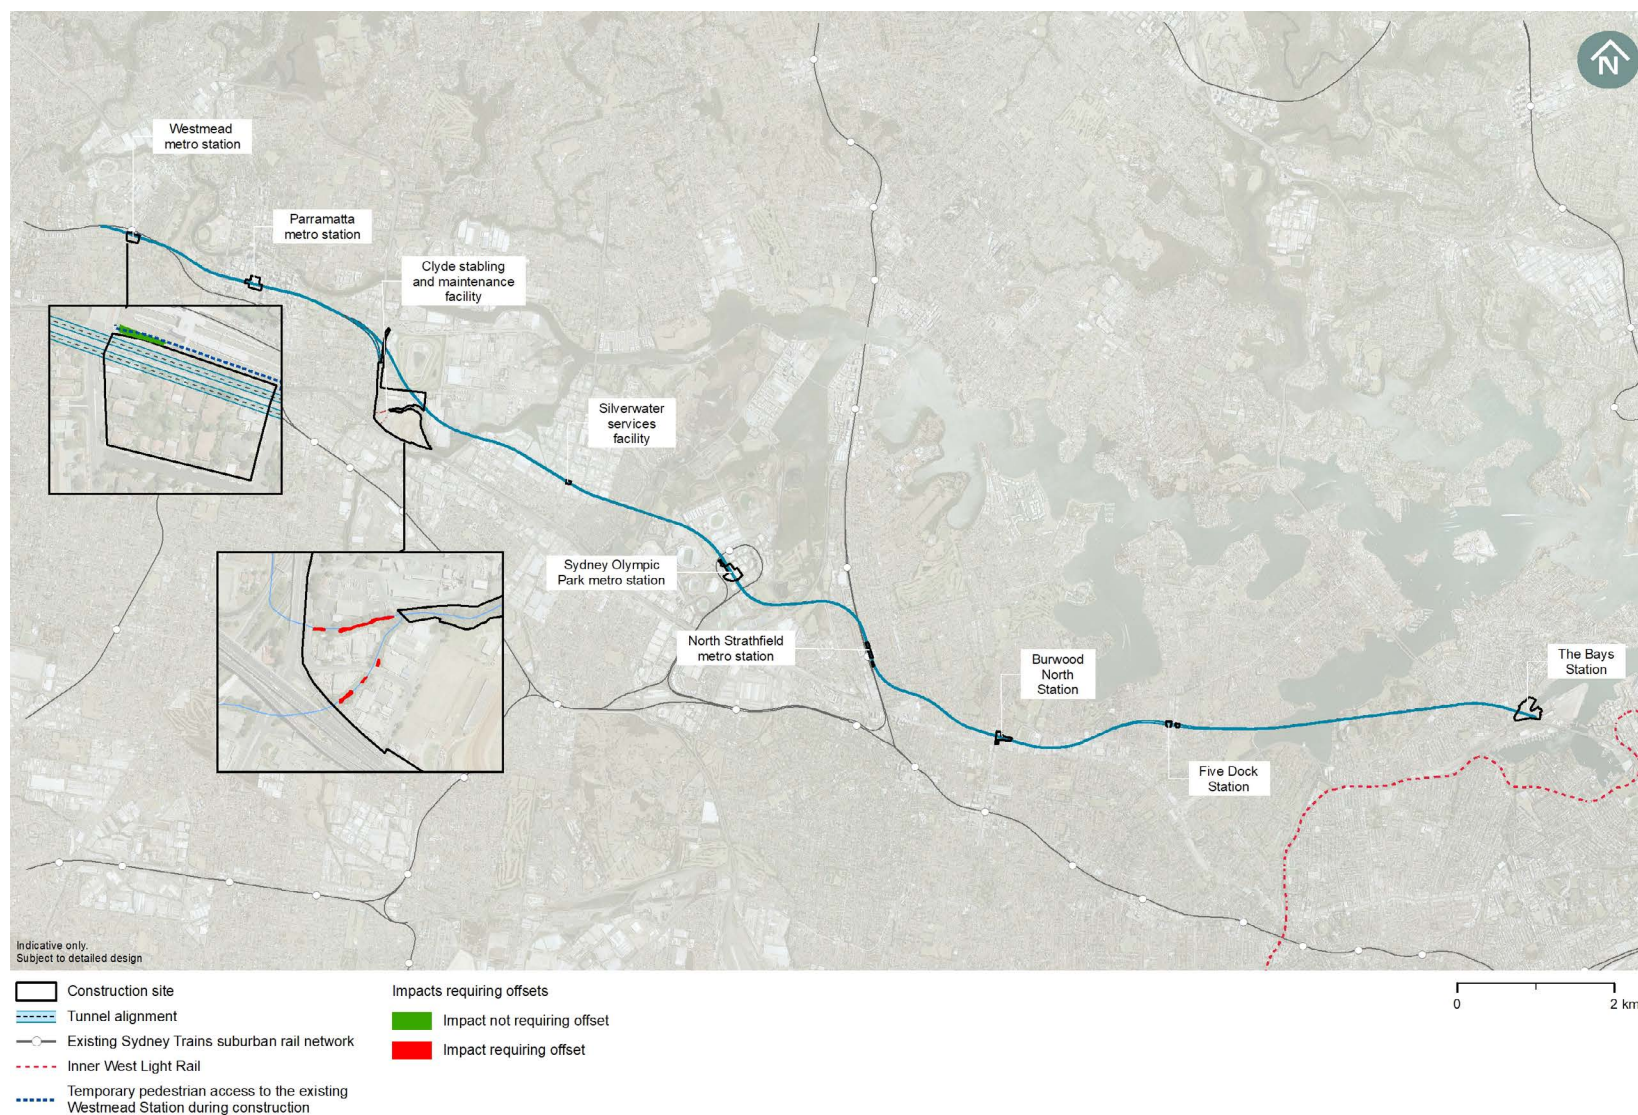 N
Westmead
metro station
Parramatta
metro station
Clyde stabling
and maintenance
facility
Silverwater
services
facility
Sydney Olympic
Park metro station
North Strathfield
metro station
Burwood
North
Station
The Bays
Station
Five Dock
Station
Indicative only.
Subject to detailed design
Construction site
Tunnel alignment
Existing Sydney Trains suburban rail network
Inner West Light Rail
Temporary pedestrian access to the existing
Westmead Station during construction
Impacts requiring offsets
Impact not requiring offset
Impact requiring offset
0 2 km